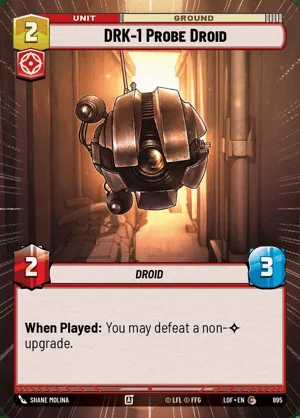 UNIT
GROUND
2
DRK-1 PROBE DROID
2
3
DROID
When Played: You may defeat a non-✧
upgrade.
SHANE MOLINA
© LFL © FFG
LOF • EN
C
895